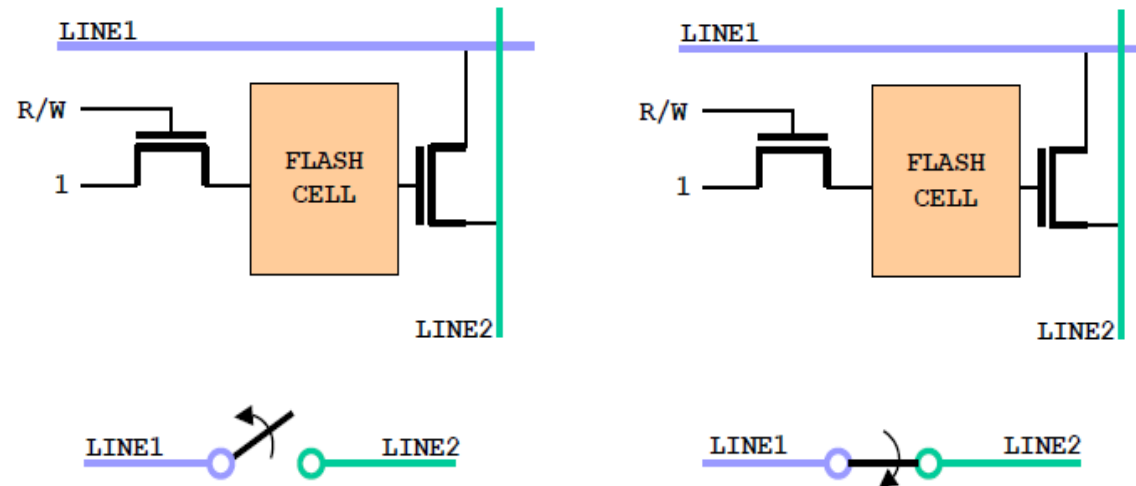 LINE1
R/W
1
FLASH
CELL
LINE2
LINE1
R/W
1
FLASH
CELL
LINE2
LINE1 LINE2
LINE1 LINE2